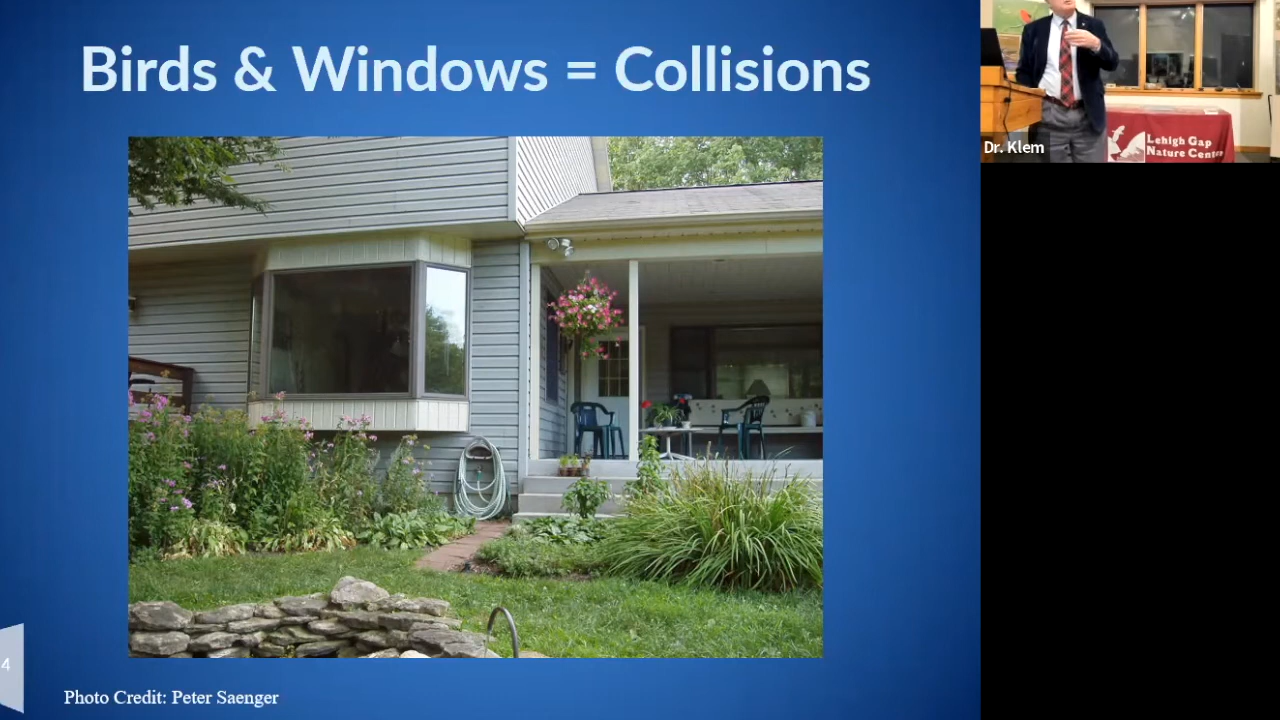 Birds & Windows = Collisions
Dr. Klem
Lehigh Gap
Nature Center
4
Photo Credit: Peter Saenger